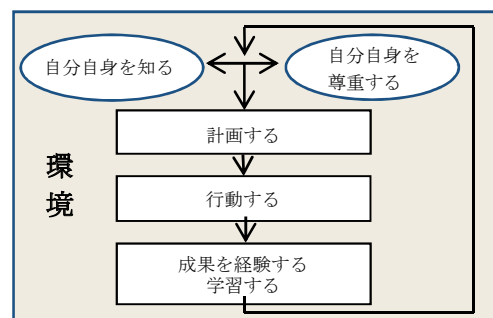 自分自身を知る
自分自身を
尊重する
計画する
環
境
行動する
成果を経験する
学習する